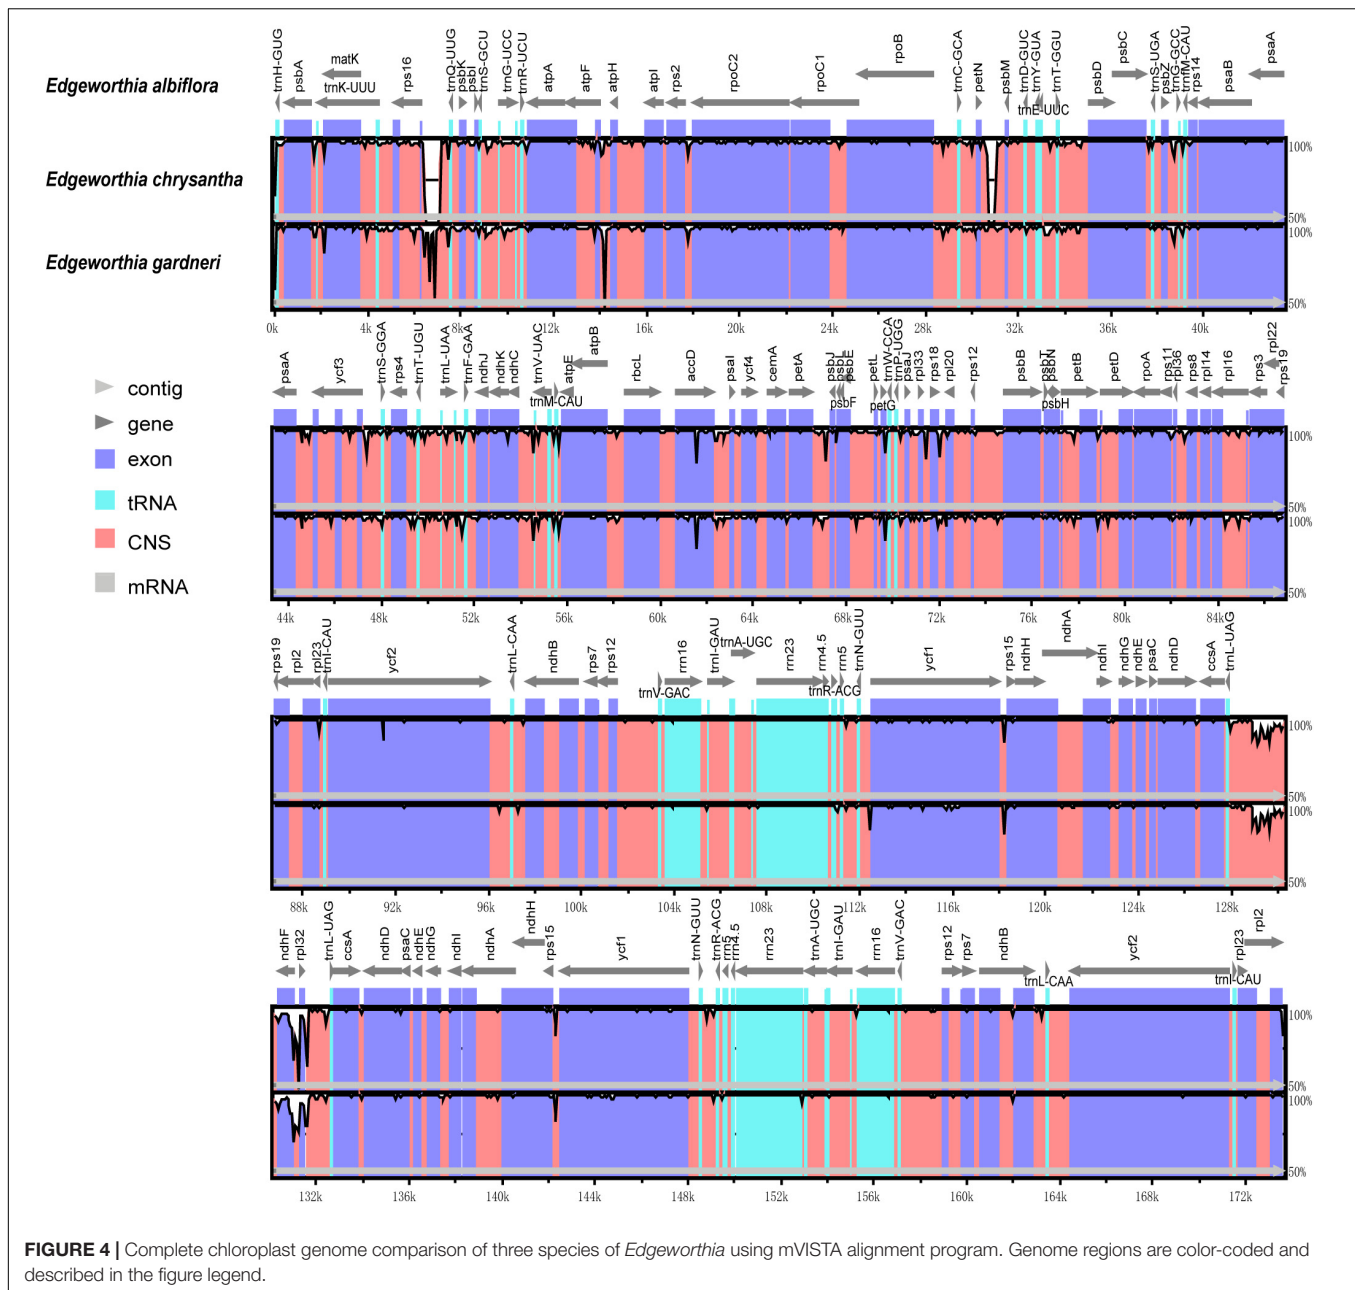 trnH-GUG psbA matK trnK-UUU rps16 trnQ-UUG psbK psbI trnS-GCU trnG-UCC trnR-UCU atpA atpF atpH atpI rps2 rpoC2 rpoC1 rpoB trnC-GCA petN psbM trnD-GUC trnY-GUA trnE-UUC trnT-GGU psbD psbC trnS-UGA psbZ trnG-GCC trnfM-CAU rps14 psaB psaA
Edgeworthia albiflora
100%
Edgeworthia chrysantha
50%
100%
Edgeworthia gardneri
50%
0k 4k 8k 12k 16k 20k 24k 28k 32k 36k 40k
psaA ycf3 trnS-GGA rps4 trnT-UGU trnL-UAA trnF-GAA ndhJ ndhK ndhC trnV-UAC trnM-CAU atpE atpB rbcL accD psaI ycf4 cemA petA psbJ psbL psbF psbE petL petG trnW-CCA trnP-UGG psaJ rpl33 rps18 rpl20 rps12 psbB psbT psbN psbH petB petD rpoA rps11 rpl36 rps8 rpl14 rpl16 rps3 rpl22 rps19
contig
gene
exon
tRNA
CNS
mRNA
100%
50%
100%
50%
44k 48k 52k 56k 60k 64k 68k 72k 76k 80k 84k
rps19 rpl2 rpl23 trnI-CAU ycf2 trnL-CAA ndhB rps7 rps12 trnV-GAC rrn16 trnI-GAU trnA-UGC rrn23 rrn4.5 rrn5 trnR-ACG trnN-GUU ycf1 rps15 ndhH ndhA ndhI ndhG ndhE psaC ndhD ccsA trnL-UAG
100%
50%
100%
50%
88k 92k 96k 100k 104k 108k 112k 116k 120k 124k 128k
ndhF rpl32 trnL-UAG ccsA ndhD psaC ndhE ndhG ndhI ndhA ndhH rps15 ycf1 trnN-GUU trnR-ACG rrn5 rrn4.5 rrn23 trnA-UGC trnI-GAU rrn16 trnV-GAC rps12 rps7 ndhB trnL-CAA ycf2 trnI-CAU rpl23 rpl2
100%
50%
100%
50%
132k 136k 140k 144k 148k 152k 156k 160k 164k 168k 172k
FIGURE 4 | Complete chloroplast genome comparison of three species of Edgeworthia using mVISTA alignment program. Genome regions are color-coded and
described in the figure legend.